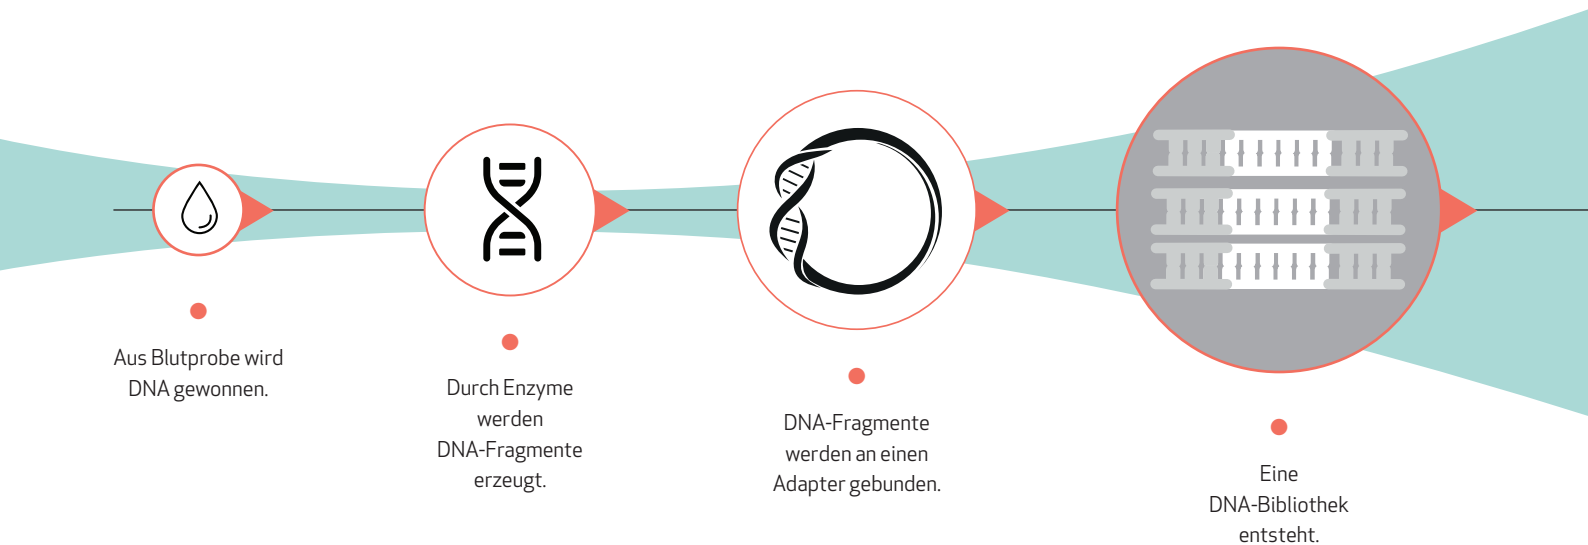 Aus Blutprobe wird
DNA gewonnen.
Durch Enzyme
werden
DNA-Fragmente
erzeugt.
DNA-Fragmente
werden an einen
Adapter gebunden.
Eine
DNA-Bibliothek
entsteht.